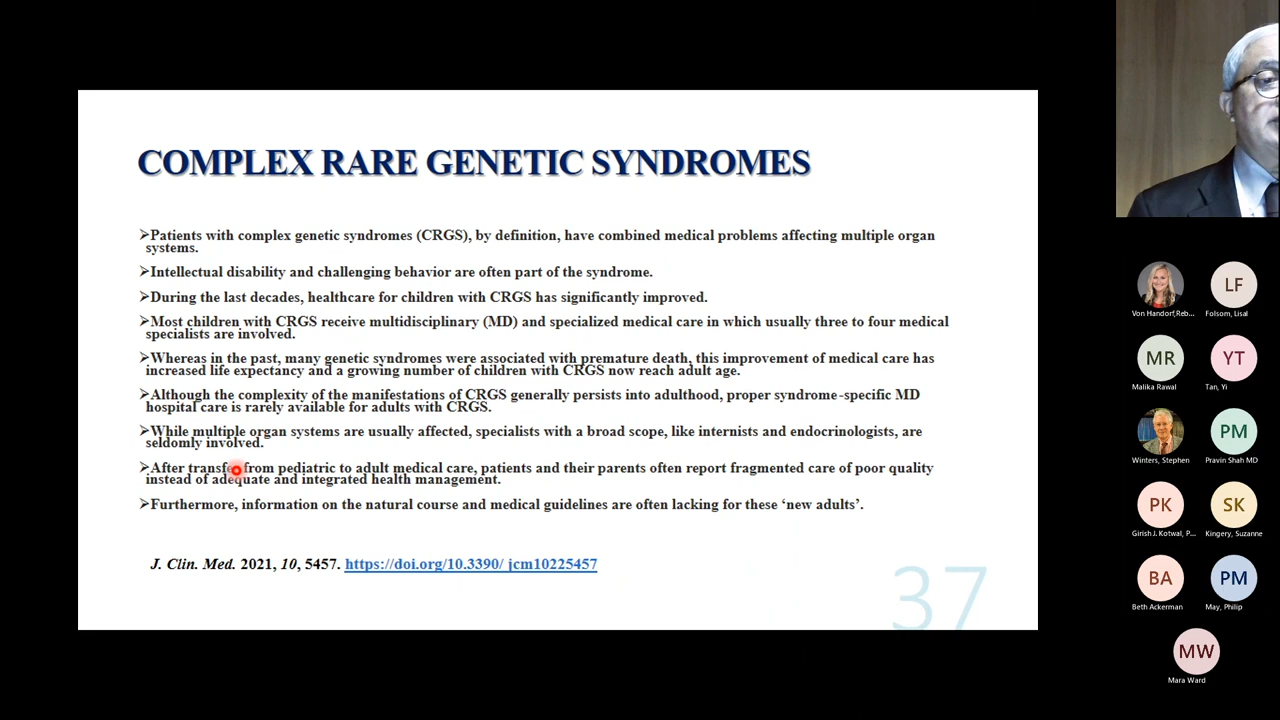 COMPLEX RARE GENETIC SYNDROMES
➢Patients with complex genetic syndromes (CRGS), by definition, have combined medical problems affecting multiple organ
systems.
➢Intellectual disability and challenging behavior are often part of the syndrome.
➢During the last decades, healthcare for children with CRGS has significantly improved.
➢Most children with CRGS receive multidisciplinary (MD) and specialized medical care in which usually three to four medical
specialists are involved.
➢Whereas in the past, many genetic syndromes were associated with premature death, this improvement of medical care has
increased life expectancy and a growing number of children with CRGS now reach adult age.
➢Although the complexity of the manifestations of CRGS generally persists into adulthood, proper syndrome-specific MD
hospital care is rarely available for adults with CRGS.
➢While multiple organ systems are usually affected, specialists with a broad scope, like internists and endocrinologists, are
seldomly involved.
➢After transfer from pediatric to adult medical care, patients and their parents often report fragmented care of poor quality
instead of adequate and integrated health management.
➢Furthermore, information on the natural course and medical guidelines are often lacking for these ‘new adults’.
J. Clin. Med. 2021, 10, 5457. https://doi.org/10.3390/ jcm10225457
37
LF
Von Handorf,Reb...
Folsom, Lisal
MR
YT
Malika Rawal
Tan, Yi
PM
Winters, Stephen
Pravin Shah MD
PK
SK
Girish J. Kotwal, P...
Kingery, Suzanne
BA
PM
Beth Ackerman
May, Philip
MW
Mara Ward